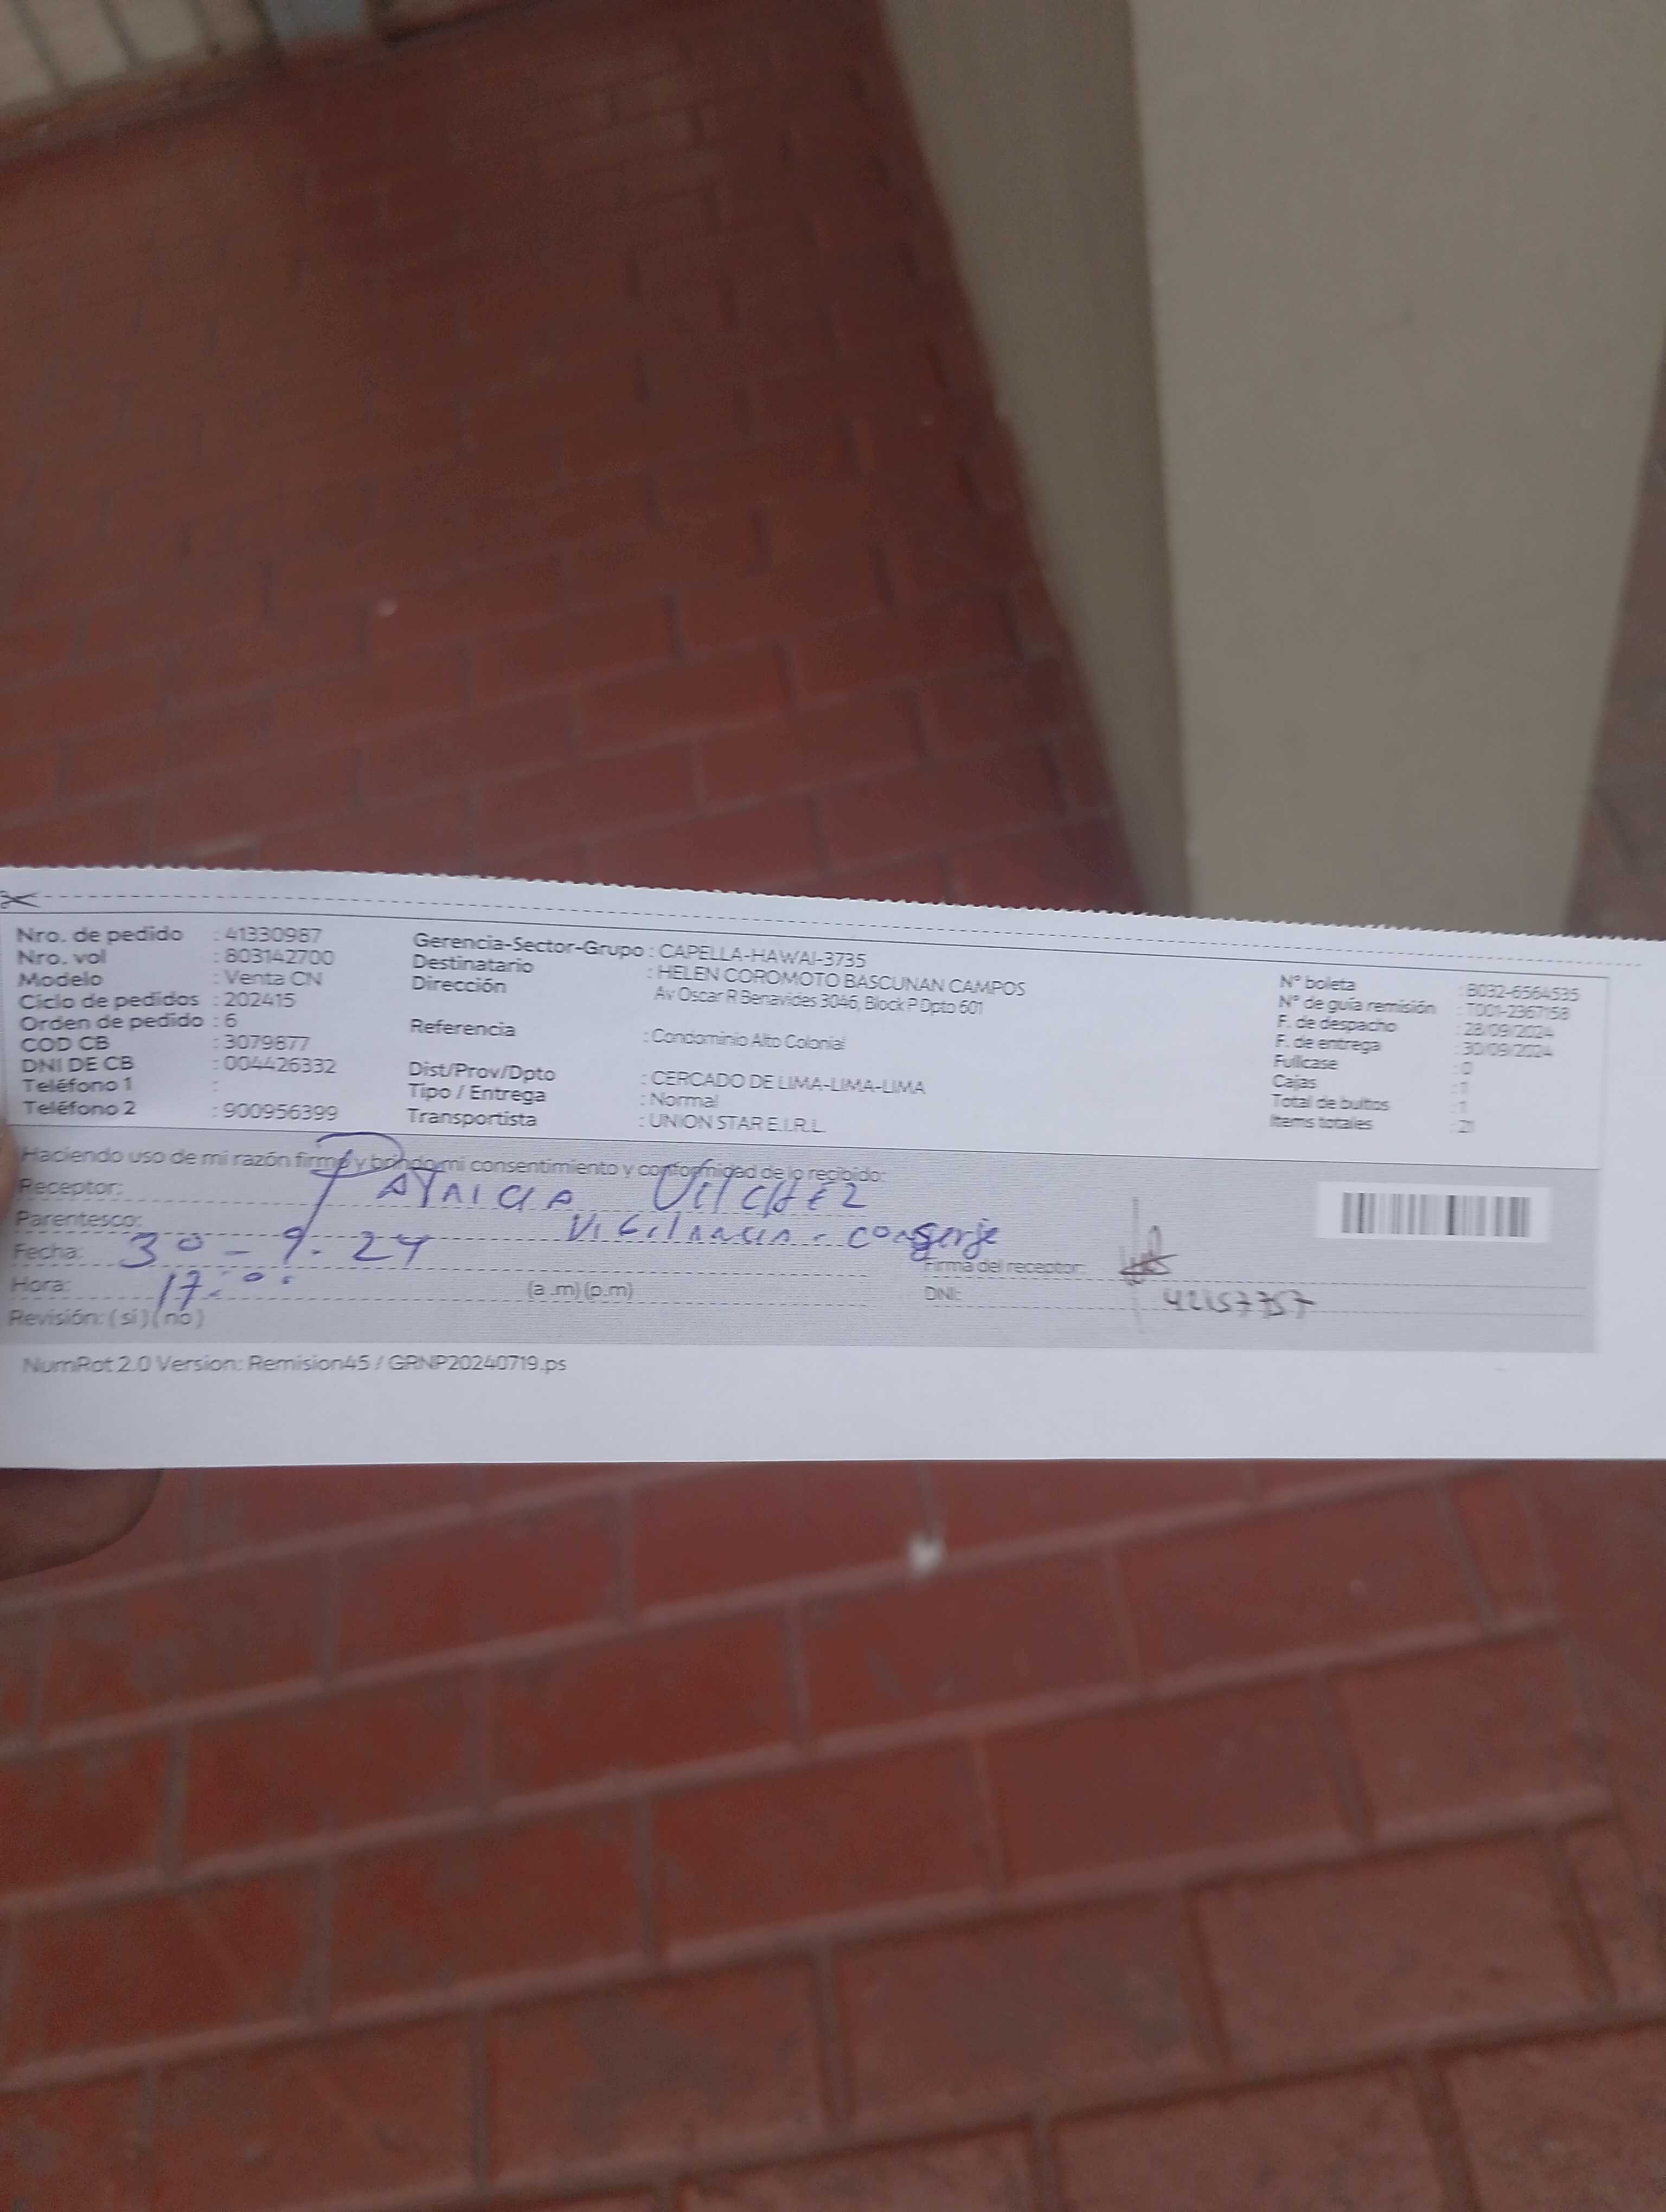 Nro. de pedido : 41330987
Nro. vol : 803142700
Modelo : Venta CN
Ciclo de pedidos : 202415
Orden de pedido : 6
COD CB : 3079877
DNI DE CB : 004426332
Teléfono 1 :
Teléfono 2 : 900956399
Gerencia-Sector-Grupo : CAPELLA-HAWAI-3735
Destinatario : HELEN COROMOTO BASCUNAN CAMPOS
Dirección Av Oscar R Benavides 3046, Block P Dpto 601
Referencia : Condominio Alto Colonial
Dist/Prov/Dpto : CERCADO DE LIMA-LIMA-LIMA
Tipo / Entrega : Normal
Transportista : UNION STAR E.I.R.L.
N° boleta : B032-6564535
N° de guía remisión : T001-2367158
F. de despacho : 28/09/2024
F. de entrega : 30/09/2024
Fullcase : 0
Cajas : 1
Total de bultos : 1
Items totales : 21
Haciendo uso de mi razón firmo y brindo mi consentimiento y conformidad de lo recibido:
Receptor: PATRICIA VILCHEZ
Parentesco: Vigilancia - conserje
Fecha: 30 - 9. 24
Hora: 17:00 (a .m) (p.m)
Revisión: ( si ) ( no )
Firma del receptor:
DNI: 42157757
NumRot 2.0 Version: Remision45 / GRNP20240719.ps